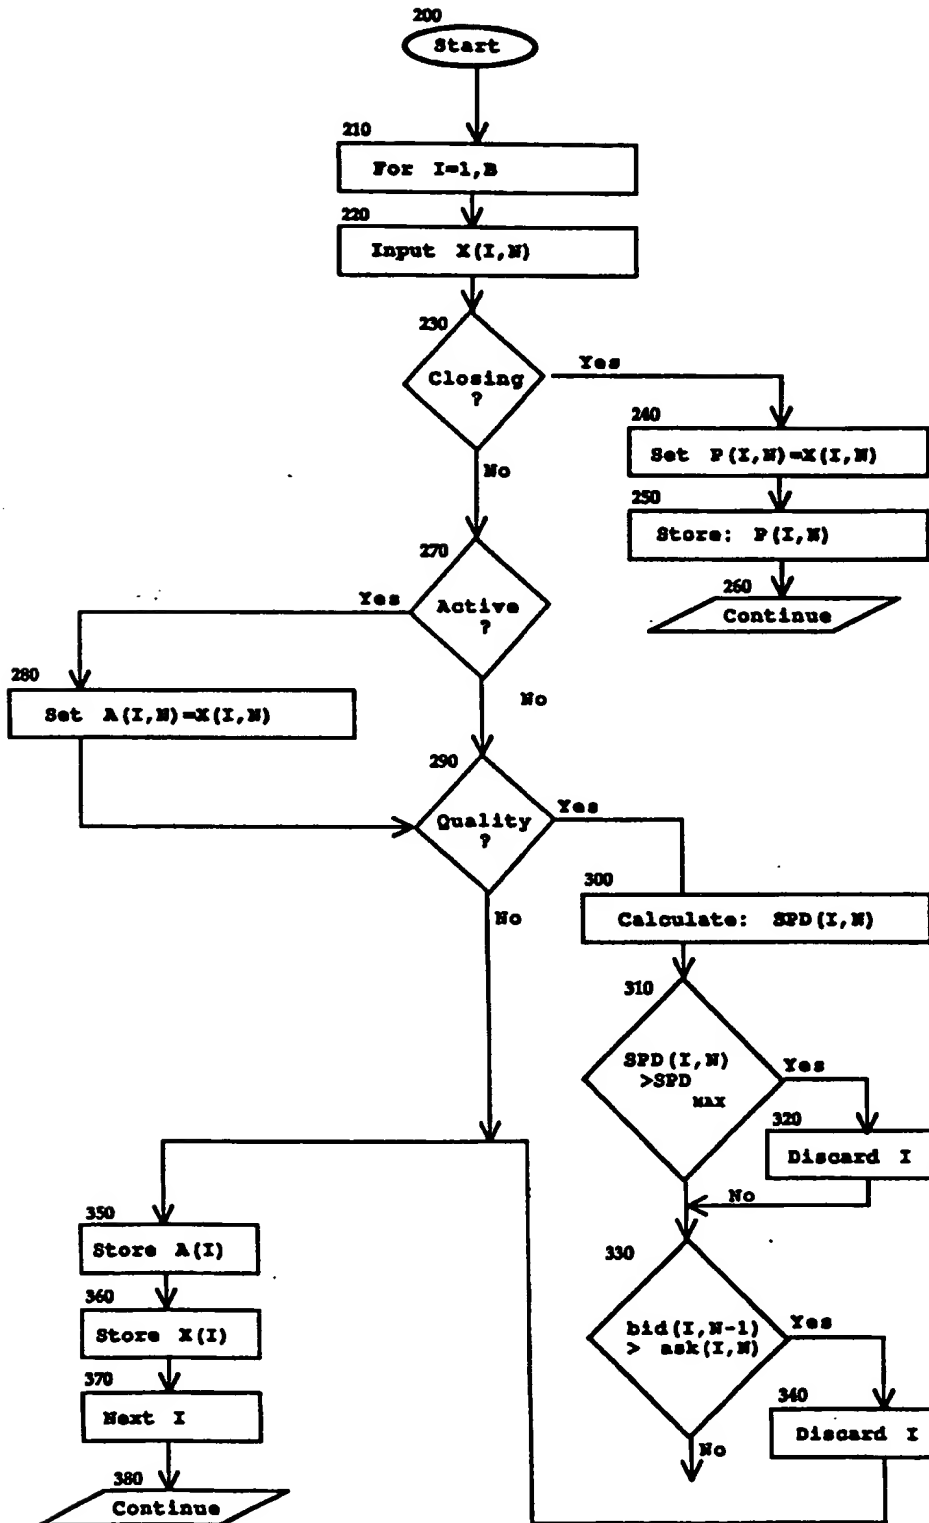 200
Start
210
For I=1,B
220
Input X(I,N)
230
Closing
?
Yes
No
240
Set P(I,N)=X(I,N)
250
Store: P(I,N)
260
Continue
270
Active
?
Yes
No
280
Set A(I,N)=X(I,N)
290
Quality
?
Yes
No
300
Calculate: SPD(I,N)
310
SPD(I,N)
>SPD
MAX
Yes
320
Discard I
No
330
bid(I,N-1)
> ask(I,N)
Yes
340
Discard I
No
350
Store A(I)
360
Store X(I)
370
Next I
380
Continue